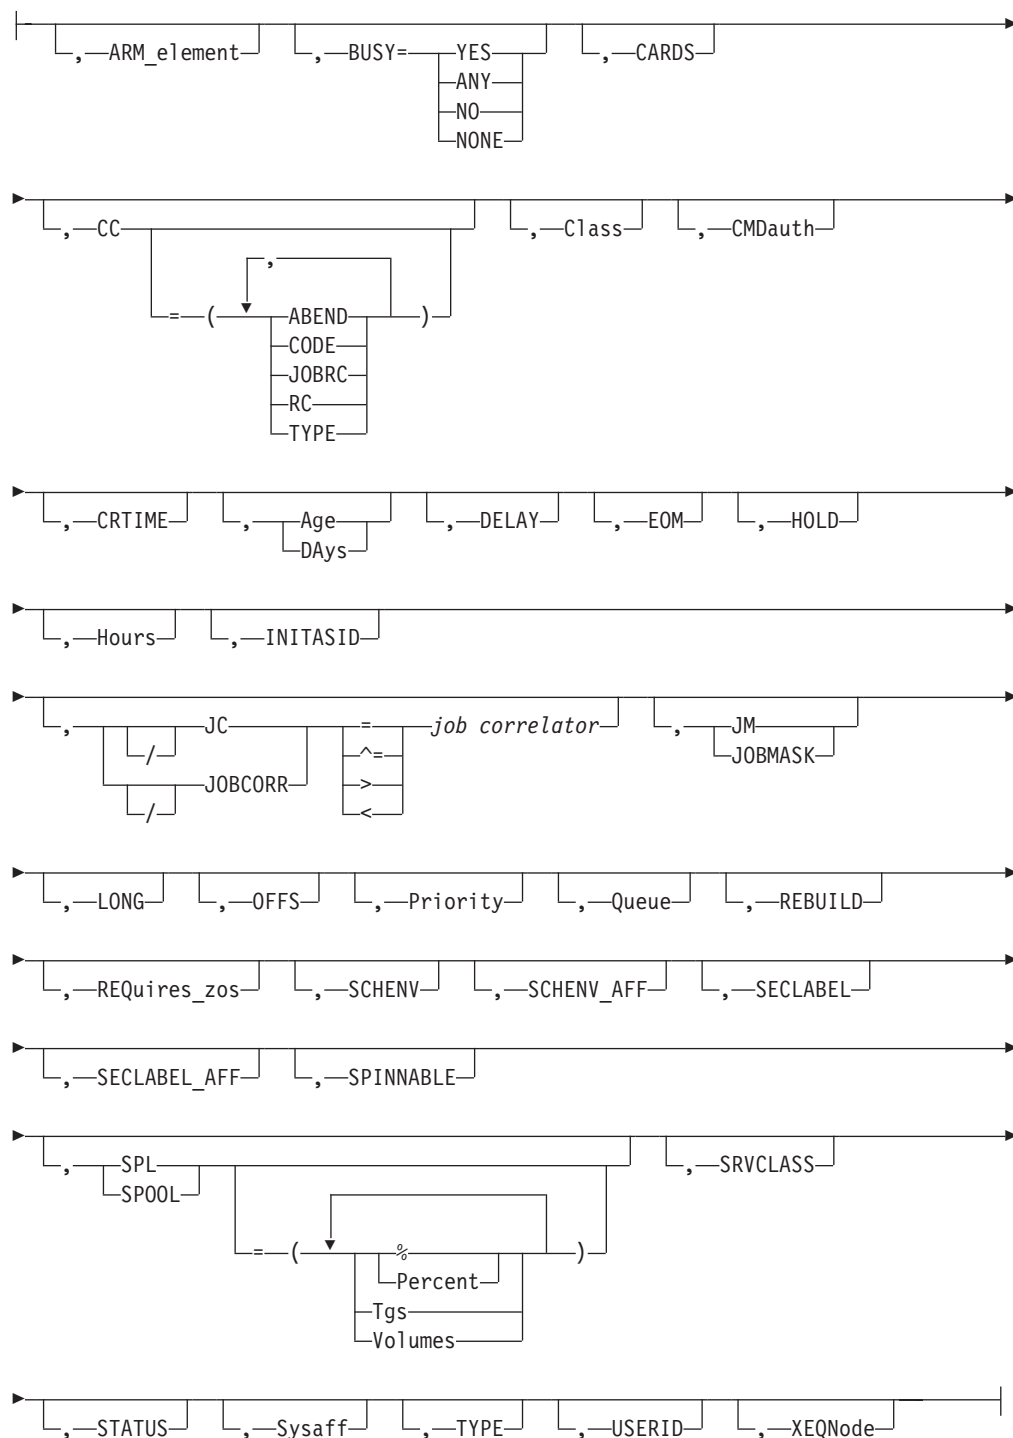 , ARM_element , BUSY= YES , CARDS
ANY
NO
NONE
, CC , Class , CMDauth
,
= ( ABEND )
CODE
JOBRC
RC
TYPE
, CRTIME , Age , DELAY , EOM , HOLD
DAys
, Hours , INITASID
, JC = job correlator , JM
/ ^= JOBMASK
JOBCORR >
/ <
, LONG , OFFS , Priority , Queue , REBUILD
, REQuires_zos , SCHENV , SCHENV_AFF , SECLABEL
, SECLABEL_AFF , SPINNABLE
, SPL , SRVCLASS
SPOOL
= ( % )
Percent
Tgs
Volumes
, STATUS , Sysaff , TYPE , USERID , XEQNode